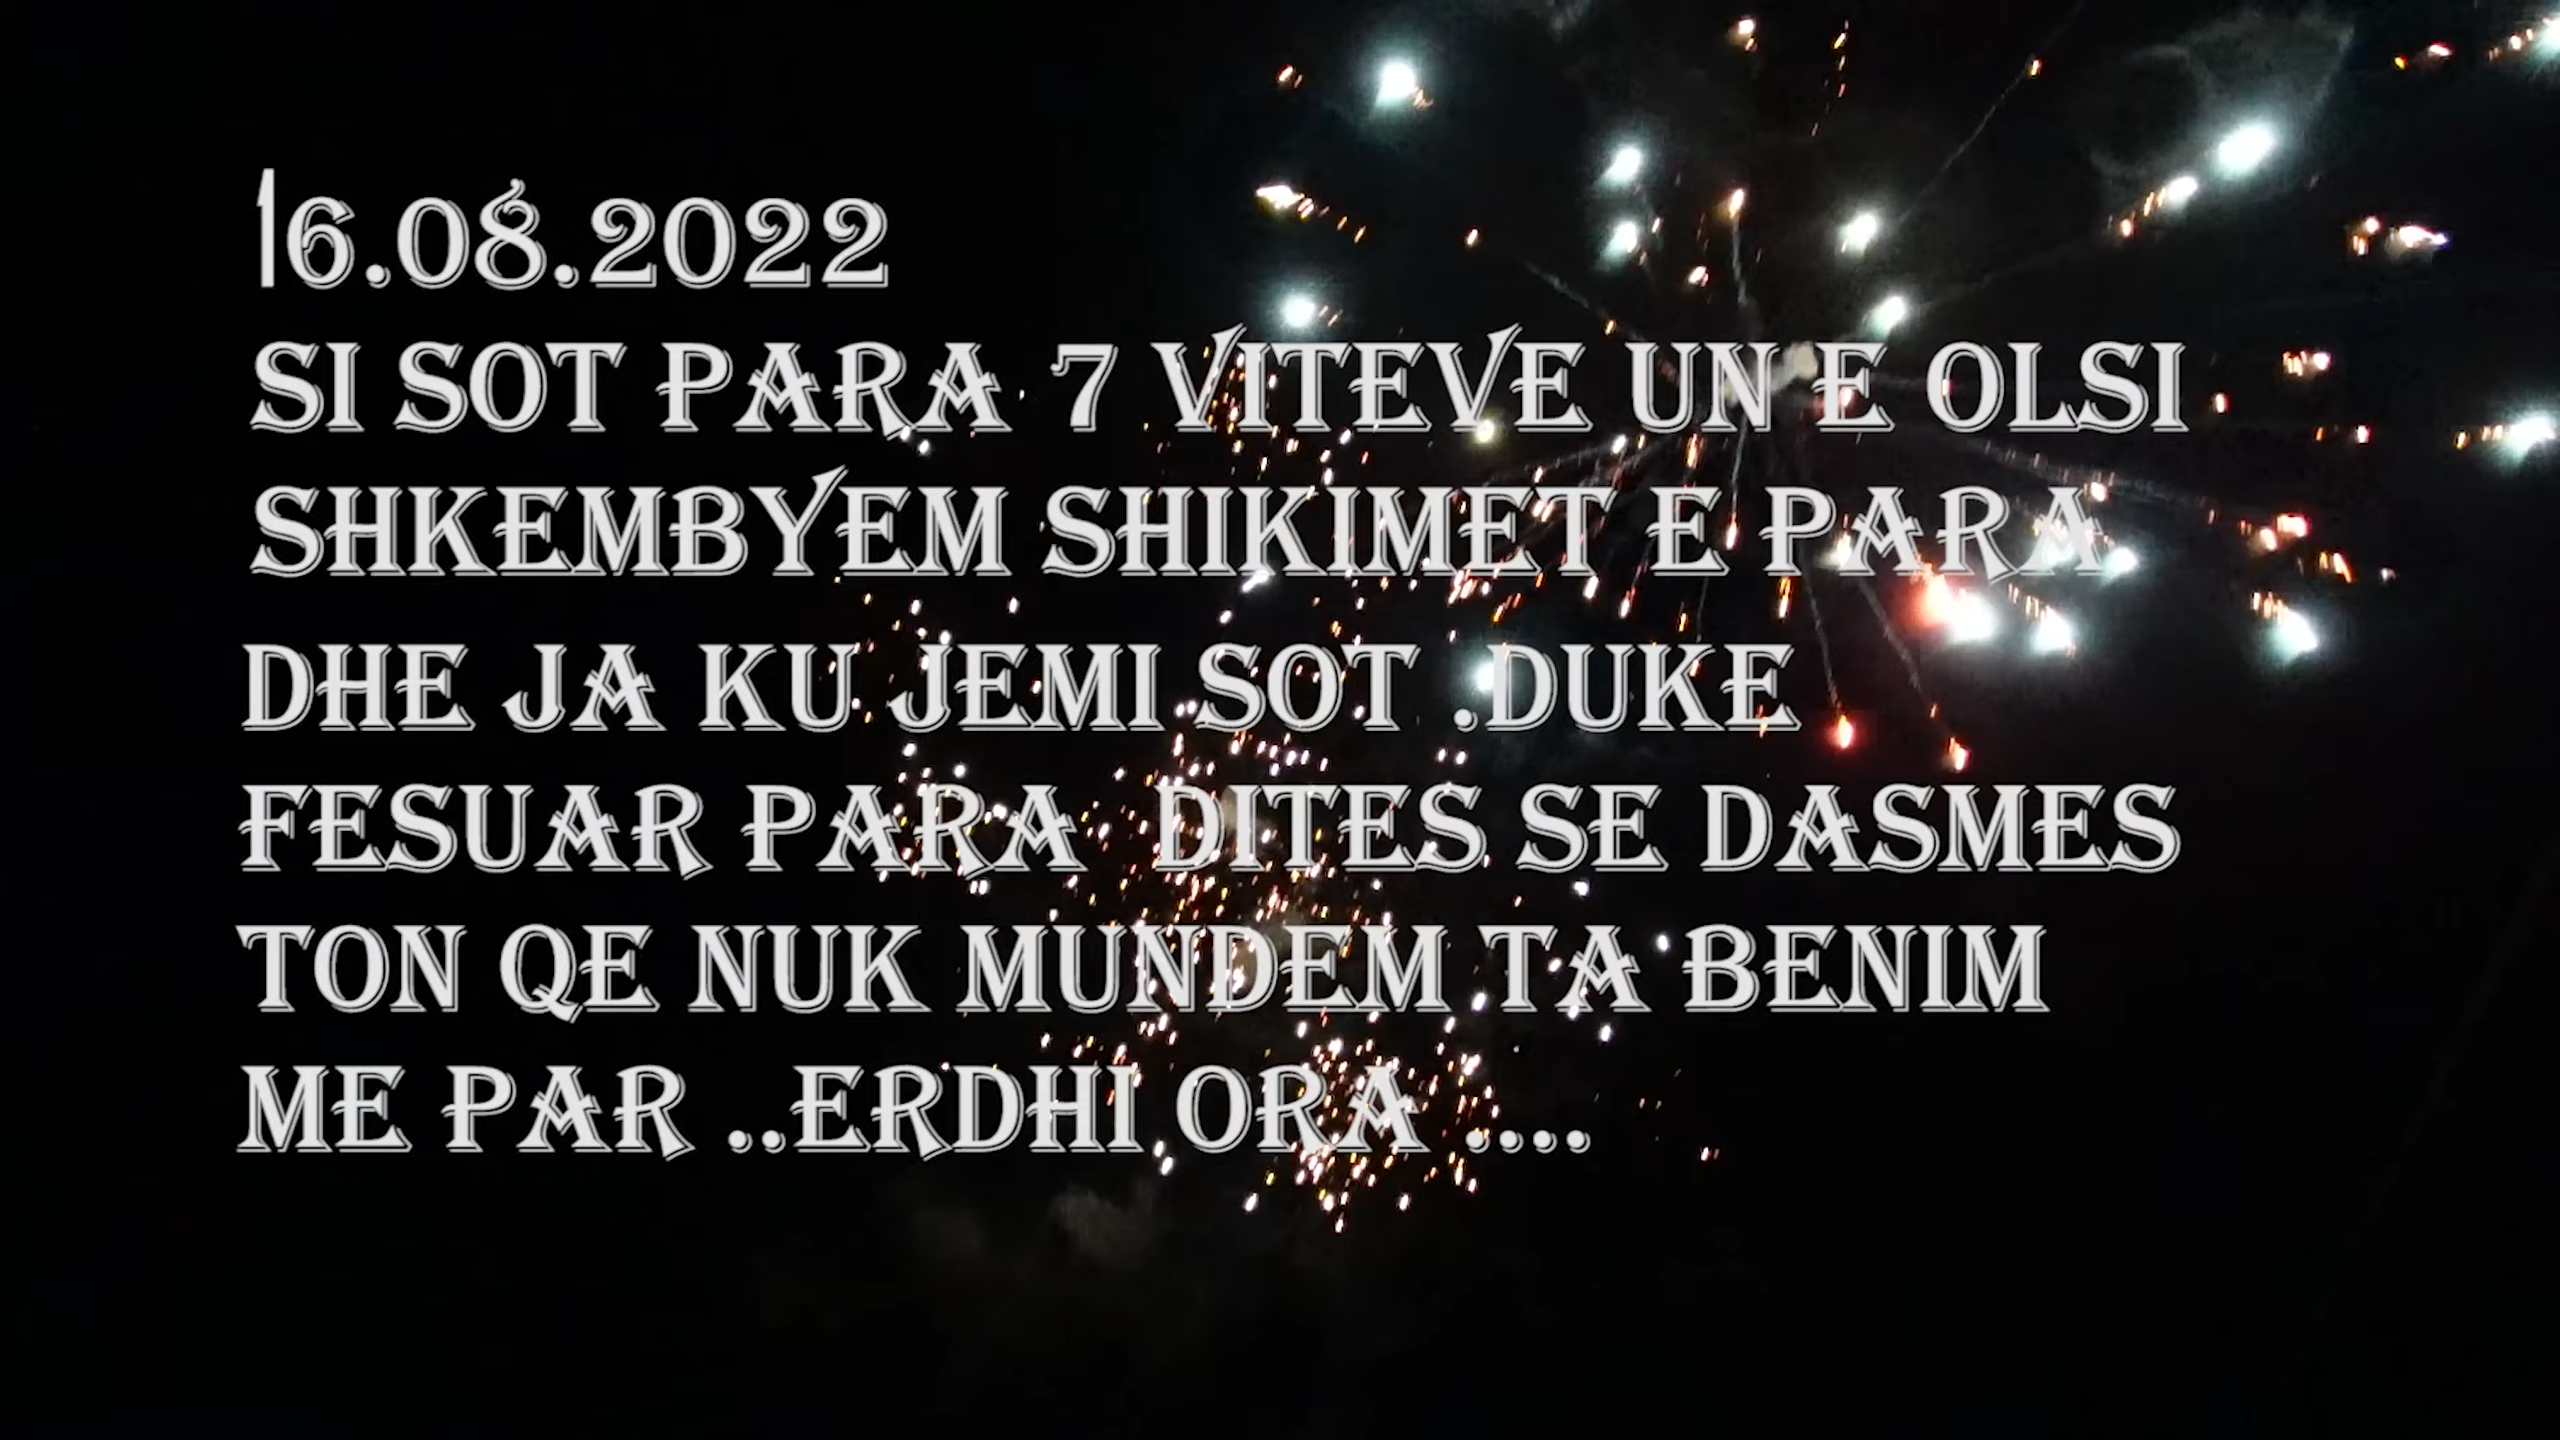 16.08.2022
SI SOT PARA 7 VITEVE UN E OLSI
SHKEMBYEM SHIKIMET E PARA
DHE JA KU JEMI SOT .DUKE
FESUAR PARA DITES SE DASMES
TON QE NUK MUNDEM TA BENIM
ME PAR ..ERDHI ORA ....